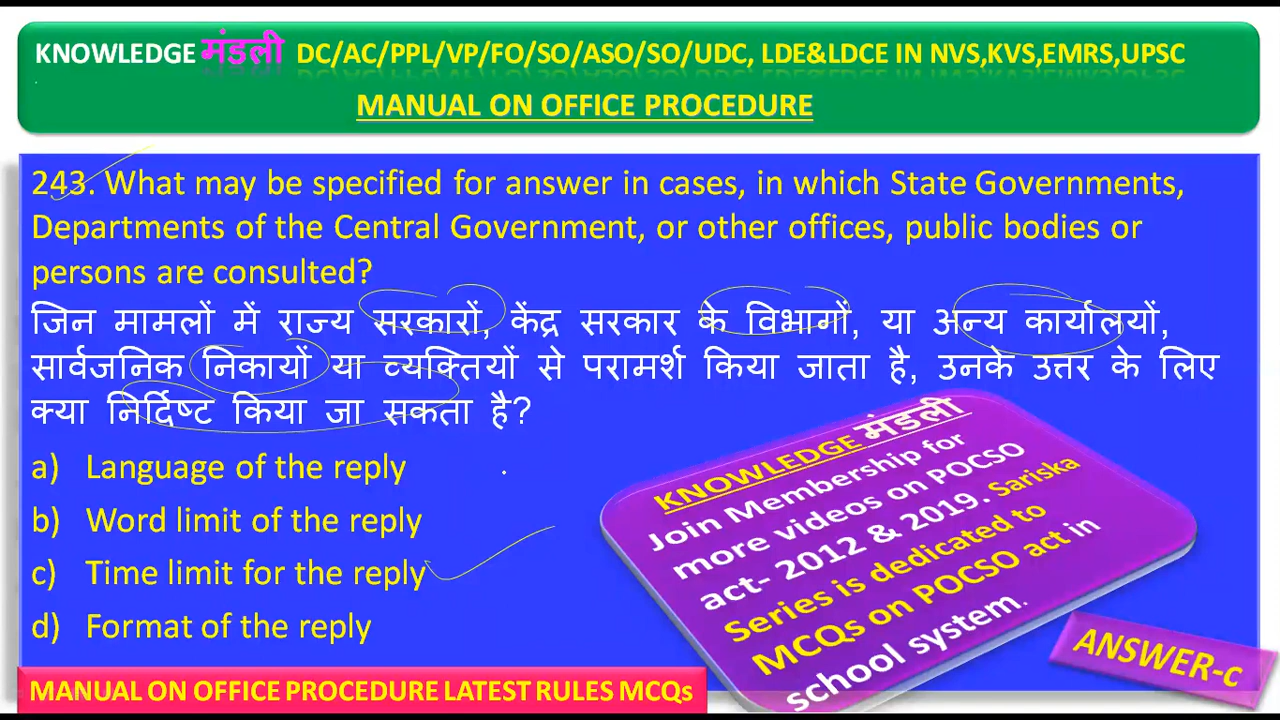 KNOWLEDGE मंडली DC/AC/PPL/VP/FO/SO/ASO/SO/UDC, LDE&LDCE IN NVS,KVS,EMRS,UPSC
MANUAL ON OFFICE PROCEDURE
243. What may be specified for answer in cases, in which State Governments,
Departments of the Central Government, or other offices, public bodies or
persons are consulted?
जिन मामलों में राज्य सरकारों, केंद्र सरकार के विभागों, या अन्य कार्यालयों,
सार्वजनिक निकायों या व्यक्तियों से परामर्श किया जाता है, उनके उत्तर के लिए
क्या निर्दिष्ट किया जा सकता है?
a) Language of the reply
b) Word limit of the reply
c) Time limit for the reply
d) Format of the reply
KNOWLEDGE मंडली
Join Membership for
more videos on POCSO
act- 2012 & 2019. Sariska
Series is dedicated to
MCQs on POCSO act in
school system.
ANSWER-c
MANUAL ON OFFICE PROCEDURE LATEST RULES MCQs